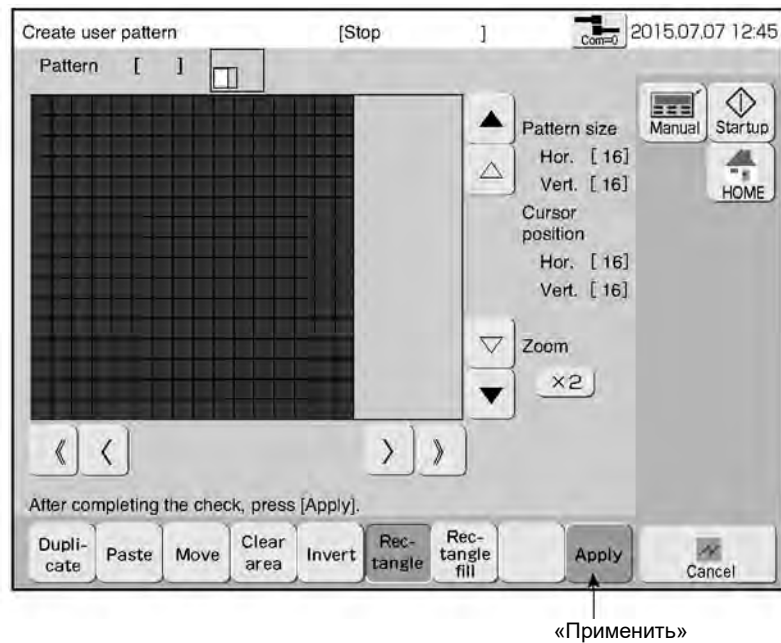 Create user pattern [Stop ] Com=0 2015.07.07 12:45
Pattern [ ]
Manual Startup
HOME
Pattern size
Hor. [ 16]
Vert. [ 16]
Cursor
position
Hor. [ 16]
Vert. [ 16]
Zoom
×2
After completing the check, press [Apply].
Dupli-
cate
Paste
Move
Clear
area
Invert
Rec-
tangle
Rec-
tangle
fill
Apply
Cancel
«Применить»